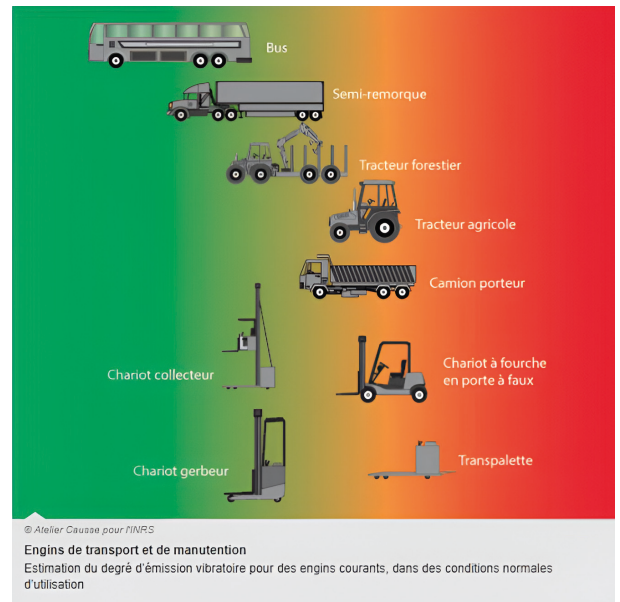 Bus
Semi-remorque
Tracteur forestier
Tracteur agricole
Camion porteur
Chariot collecteur
Chariot à fourche
en porte à faux
Chariot gerbeur
Transpalette
© Atelier Causse pour l'INRS
Engins de transport et de manutention
Estimation du degré d'émission vibratoire pour des engins courants, dans des conditions normales
d'utilisation